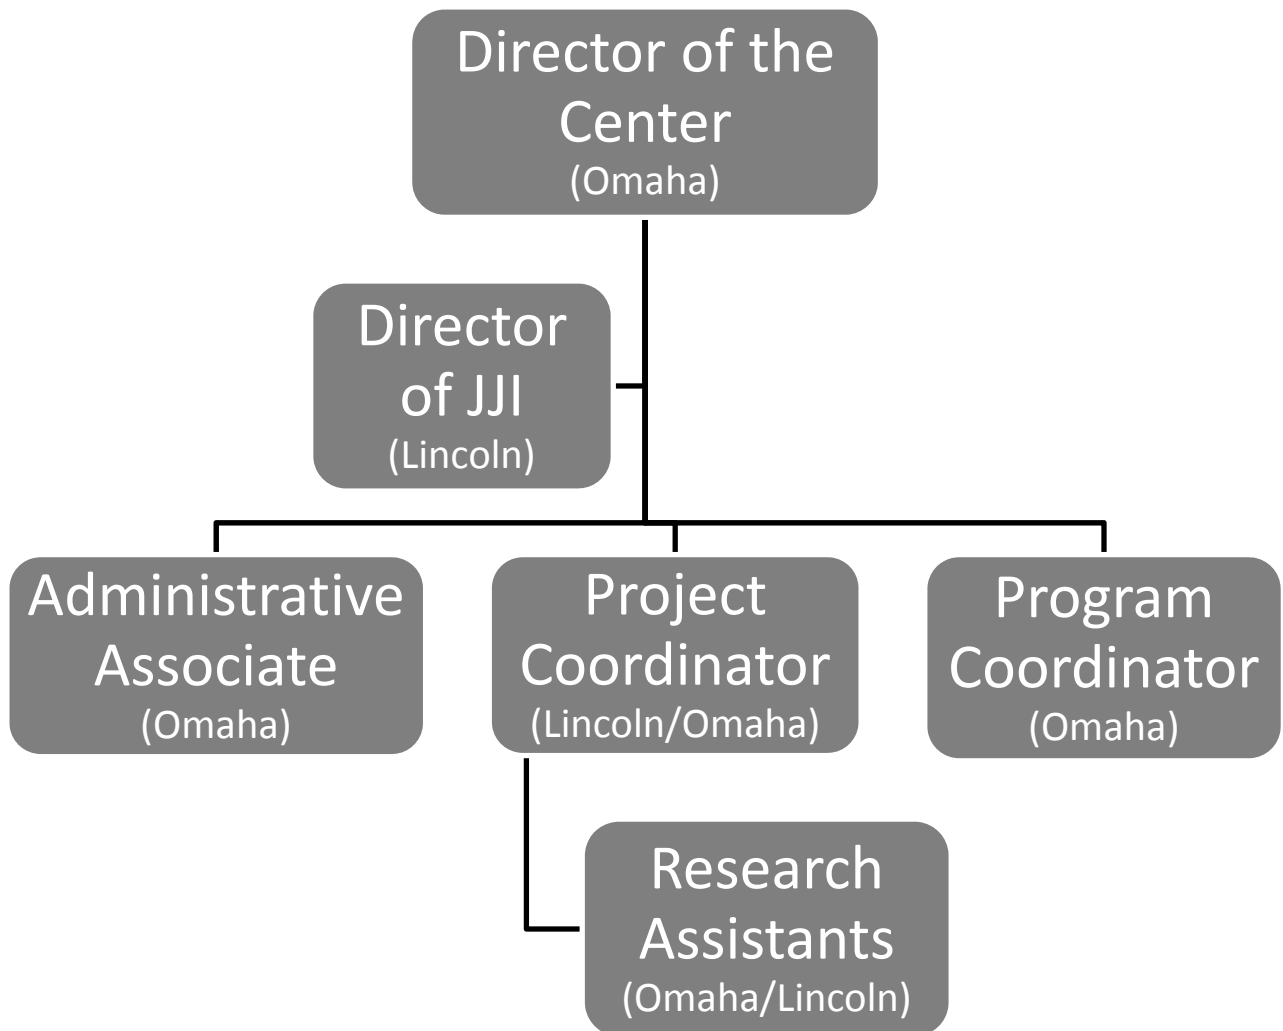 Director of the
Center
(Omaha)
Director
of JJI
(Lincoln)
Administrative
Associate
(Omaha)
Project
Coordinator
(Lincoln/Omaha)
Program
Coordinator
(Omaha)
Research
Assistants
(Omaha/Lincoln)